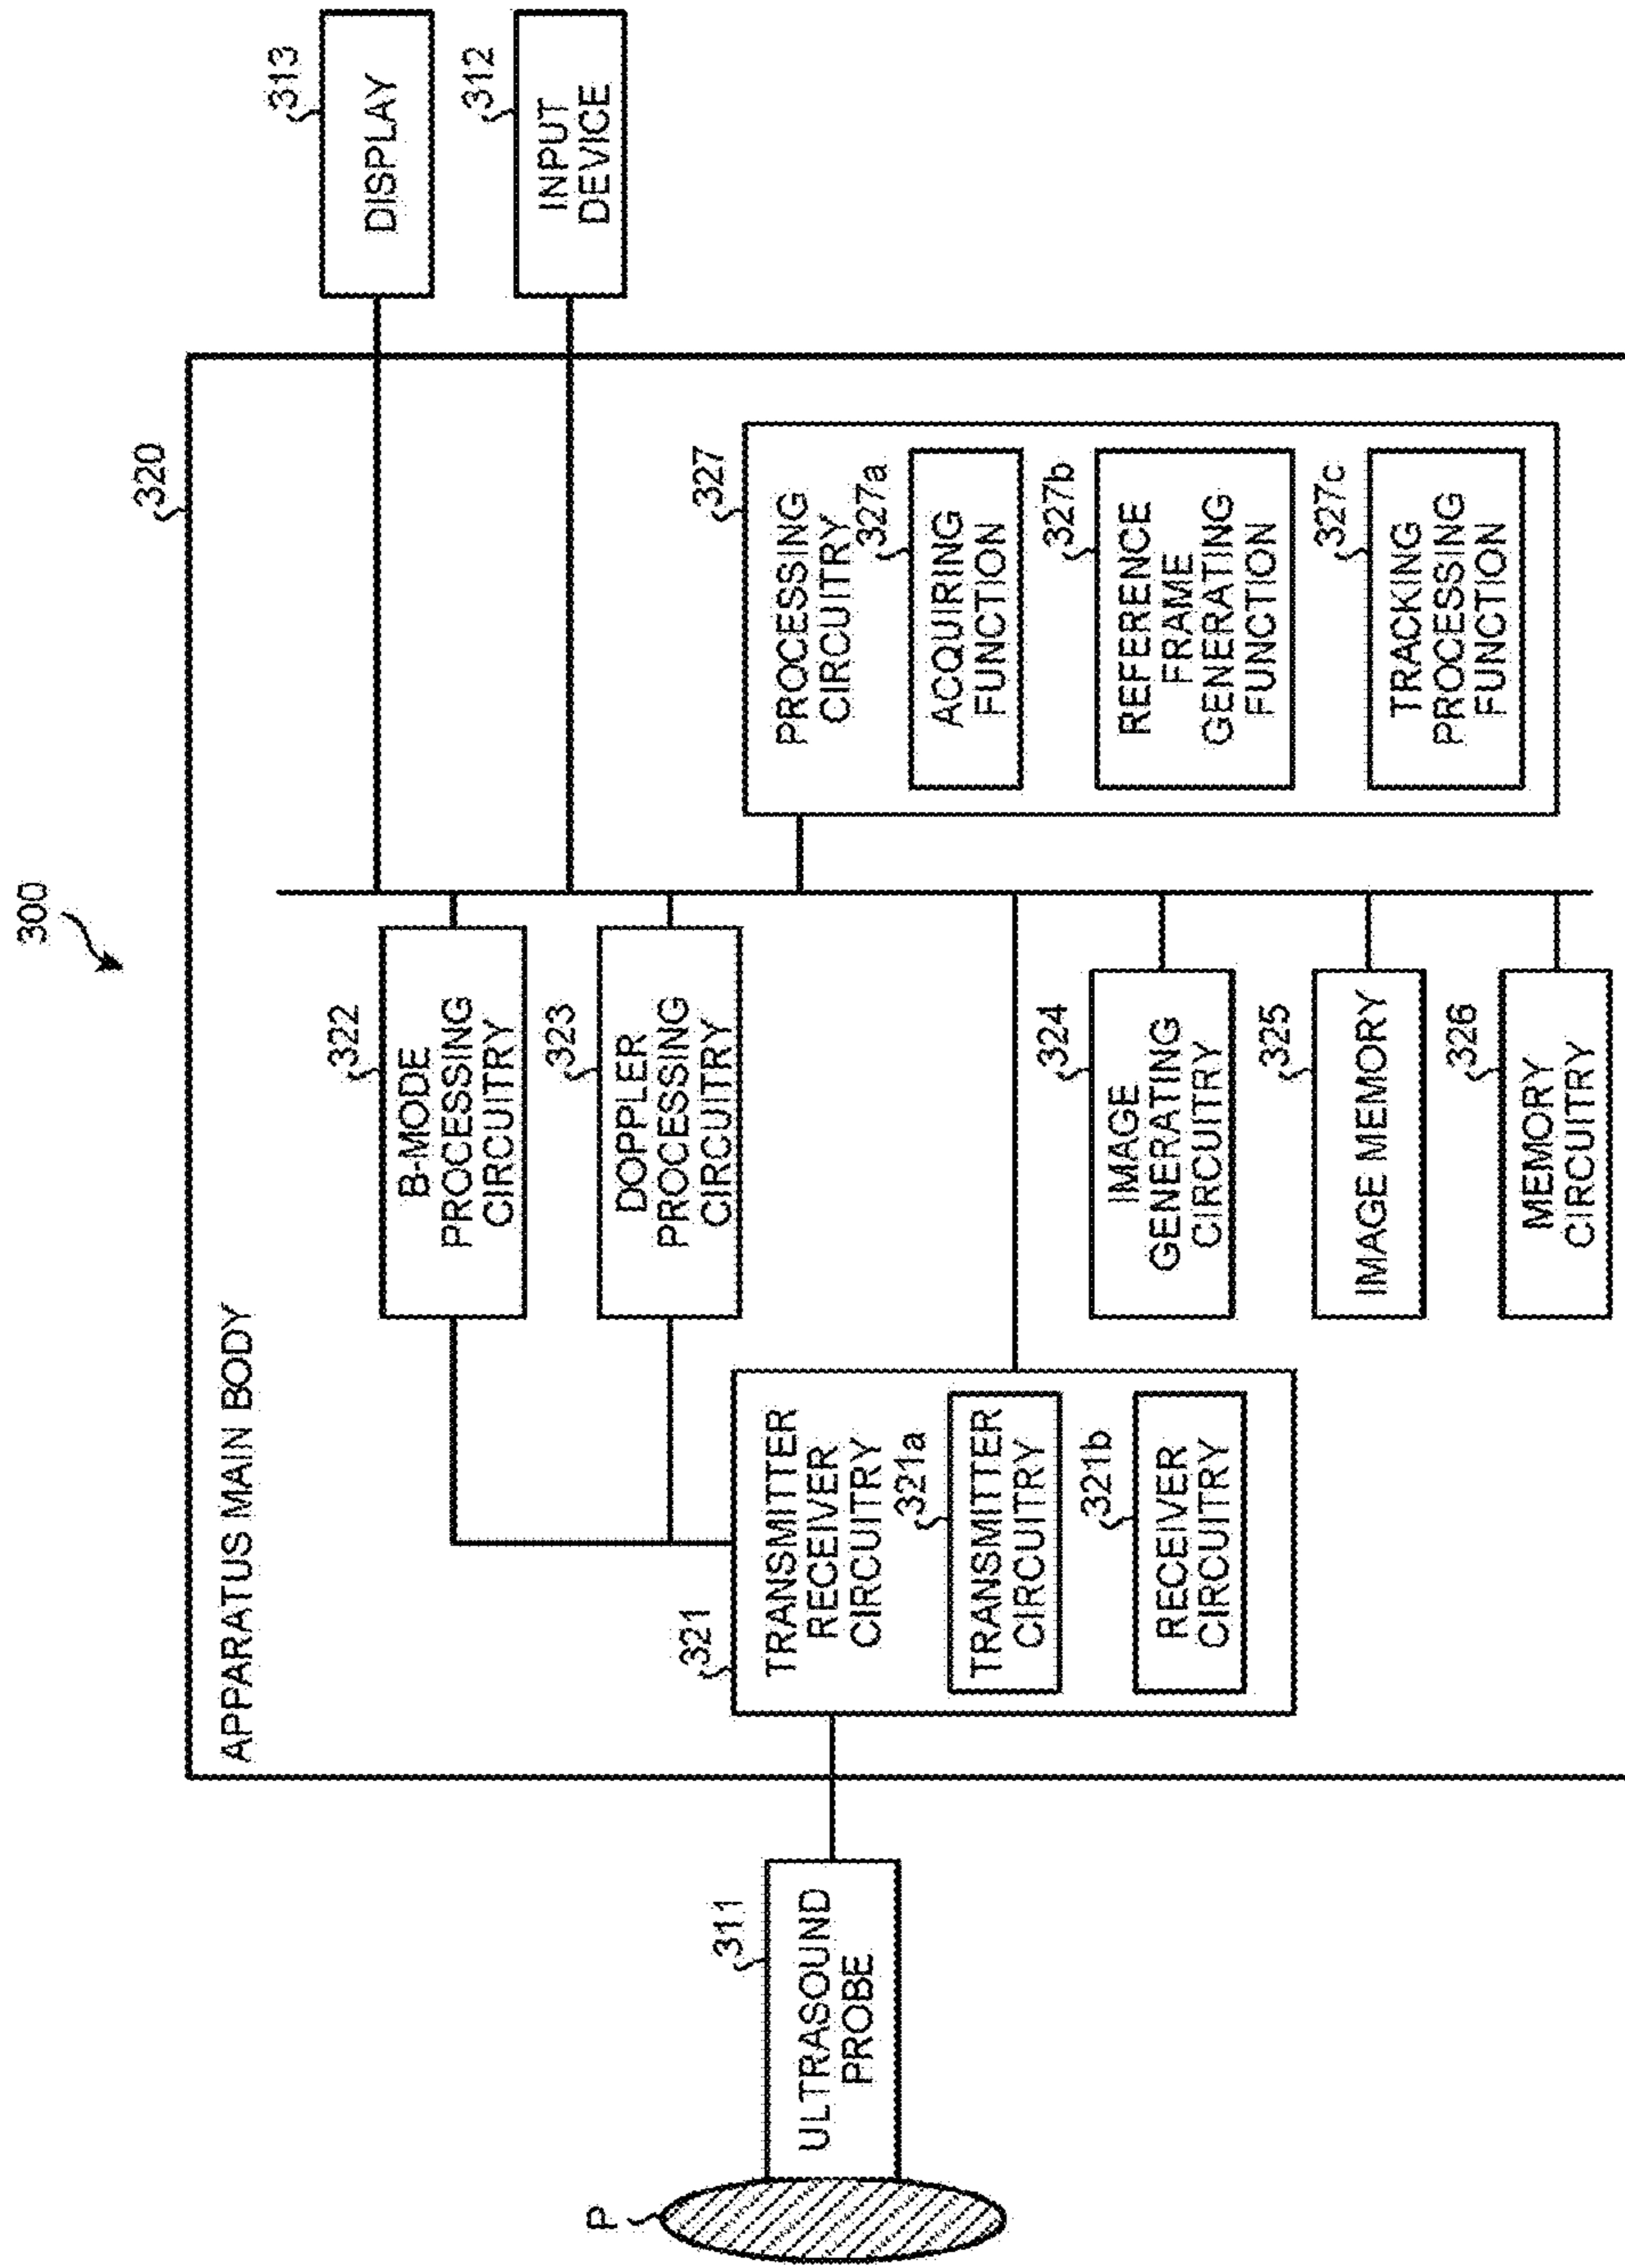 300
320
APPARATUS MAIN BODY
313
DISPLAY
312
INPUT
DEVICE
322
B-MODE
PROCESSING
CIRCUITRY
323
DOPPLER
PROCESSING
CIRCUITRY
P
311
ULTRASOUND
PROBE
321
TRANSMITTER
RECEIVER
CIRCUITRY
321a
TRANSMITTER
CIRCUITRY
321b
RECEIVER
CIRCUITRY
324
IMAGE
GENERATING
CIRCUITRY
325
IMAGE MEMORY
326
MEMORY
CIRCUITRY
327
PROCESSING
CIRCUITRY
327a
ACQUIRING
FUNCTION
327b
REFERENCE
FRAME
GENERATING
FUNCTION
327c
TRACKING
PROCESSING
FUNCTION